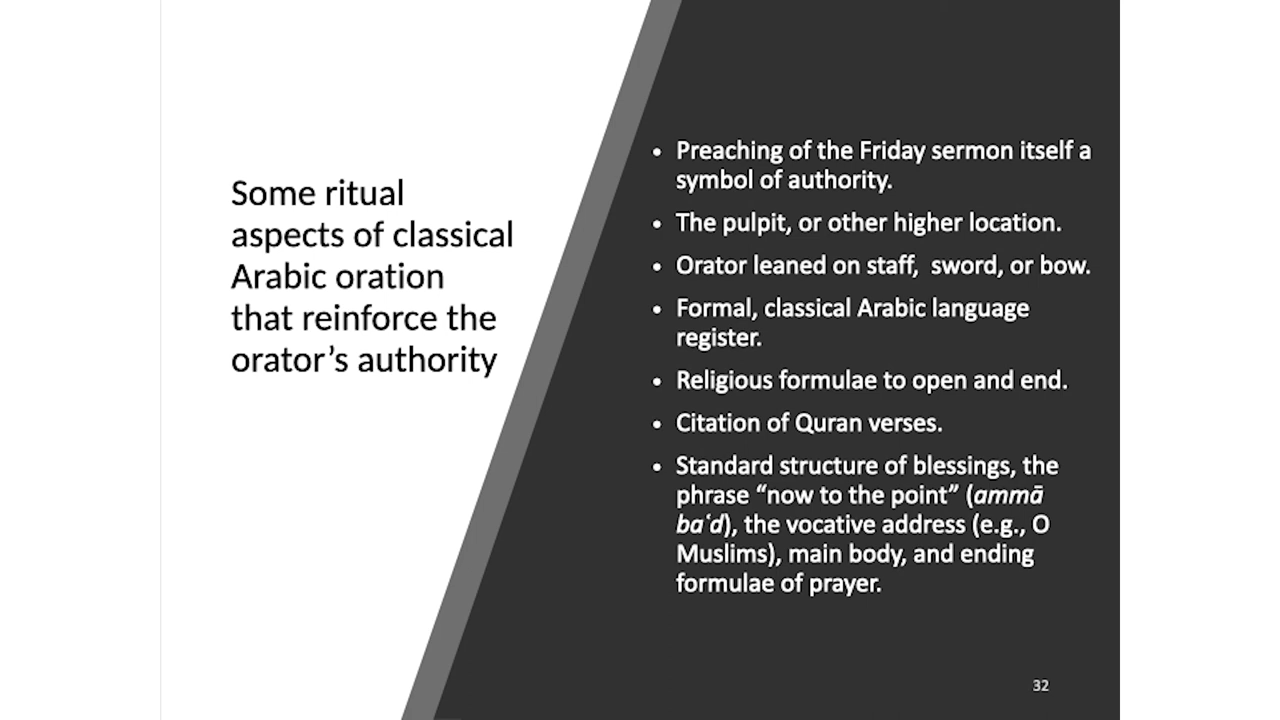 Some ritual
aspects of classical
Arabic oration
that reinforce the
orator’s authority
• Preaching of the Friday sermon itself a
symbol of authority.
• The pulpit, or other higher location.
• Orator leaned on staff,  sword, or bow.
• Formal, classical Arabic language
register.
• Religious formulae to open and end.
• Citation of Quran verses.
• Standard structure of blessings, the
phrase “now to the point” (ammā
baʿd), the vocative address (e.g., O
Muslims), main body, and ending
formulae of prayer.
32